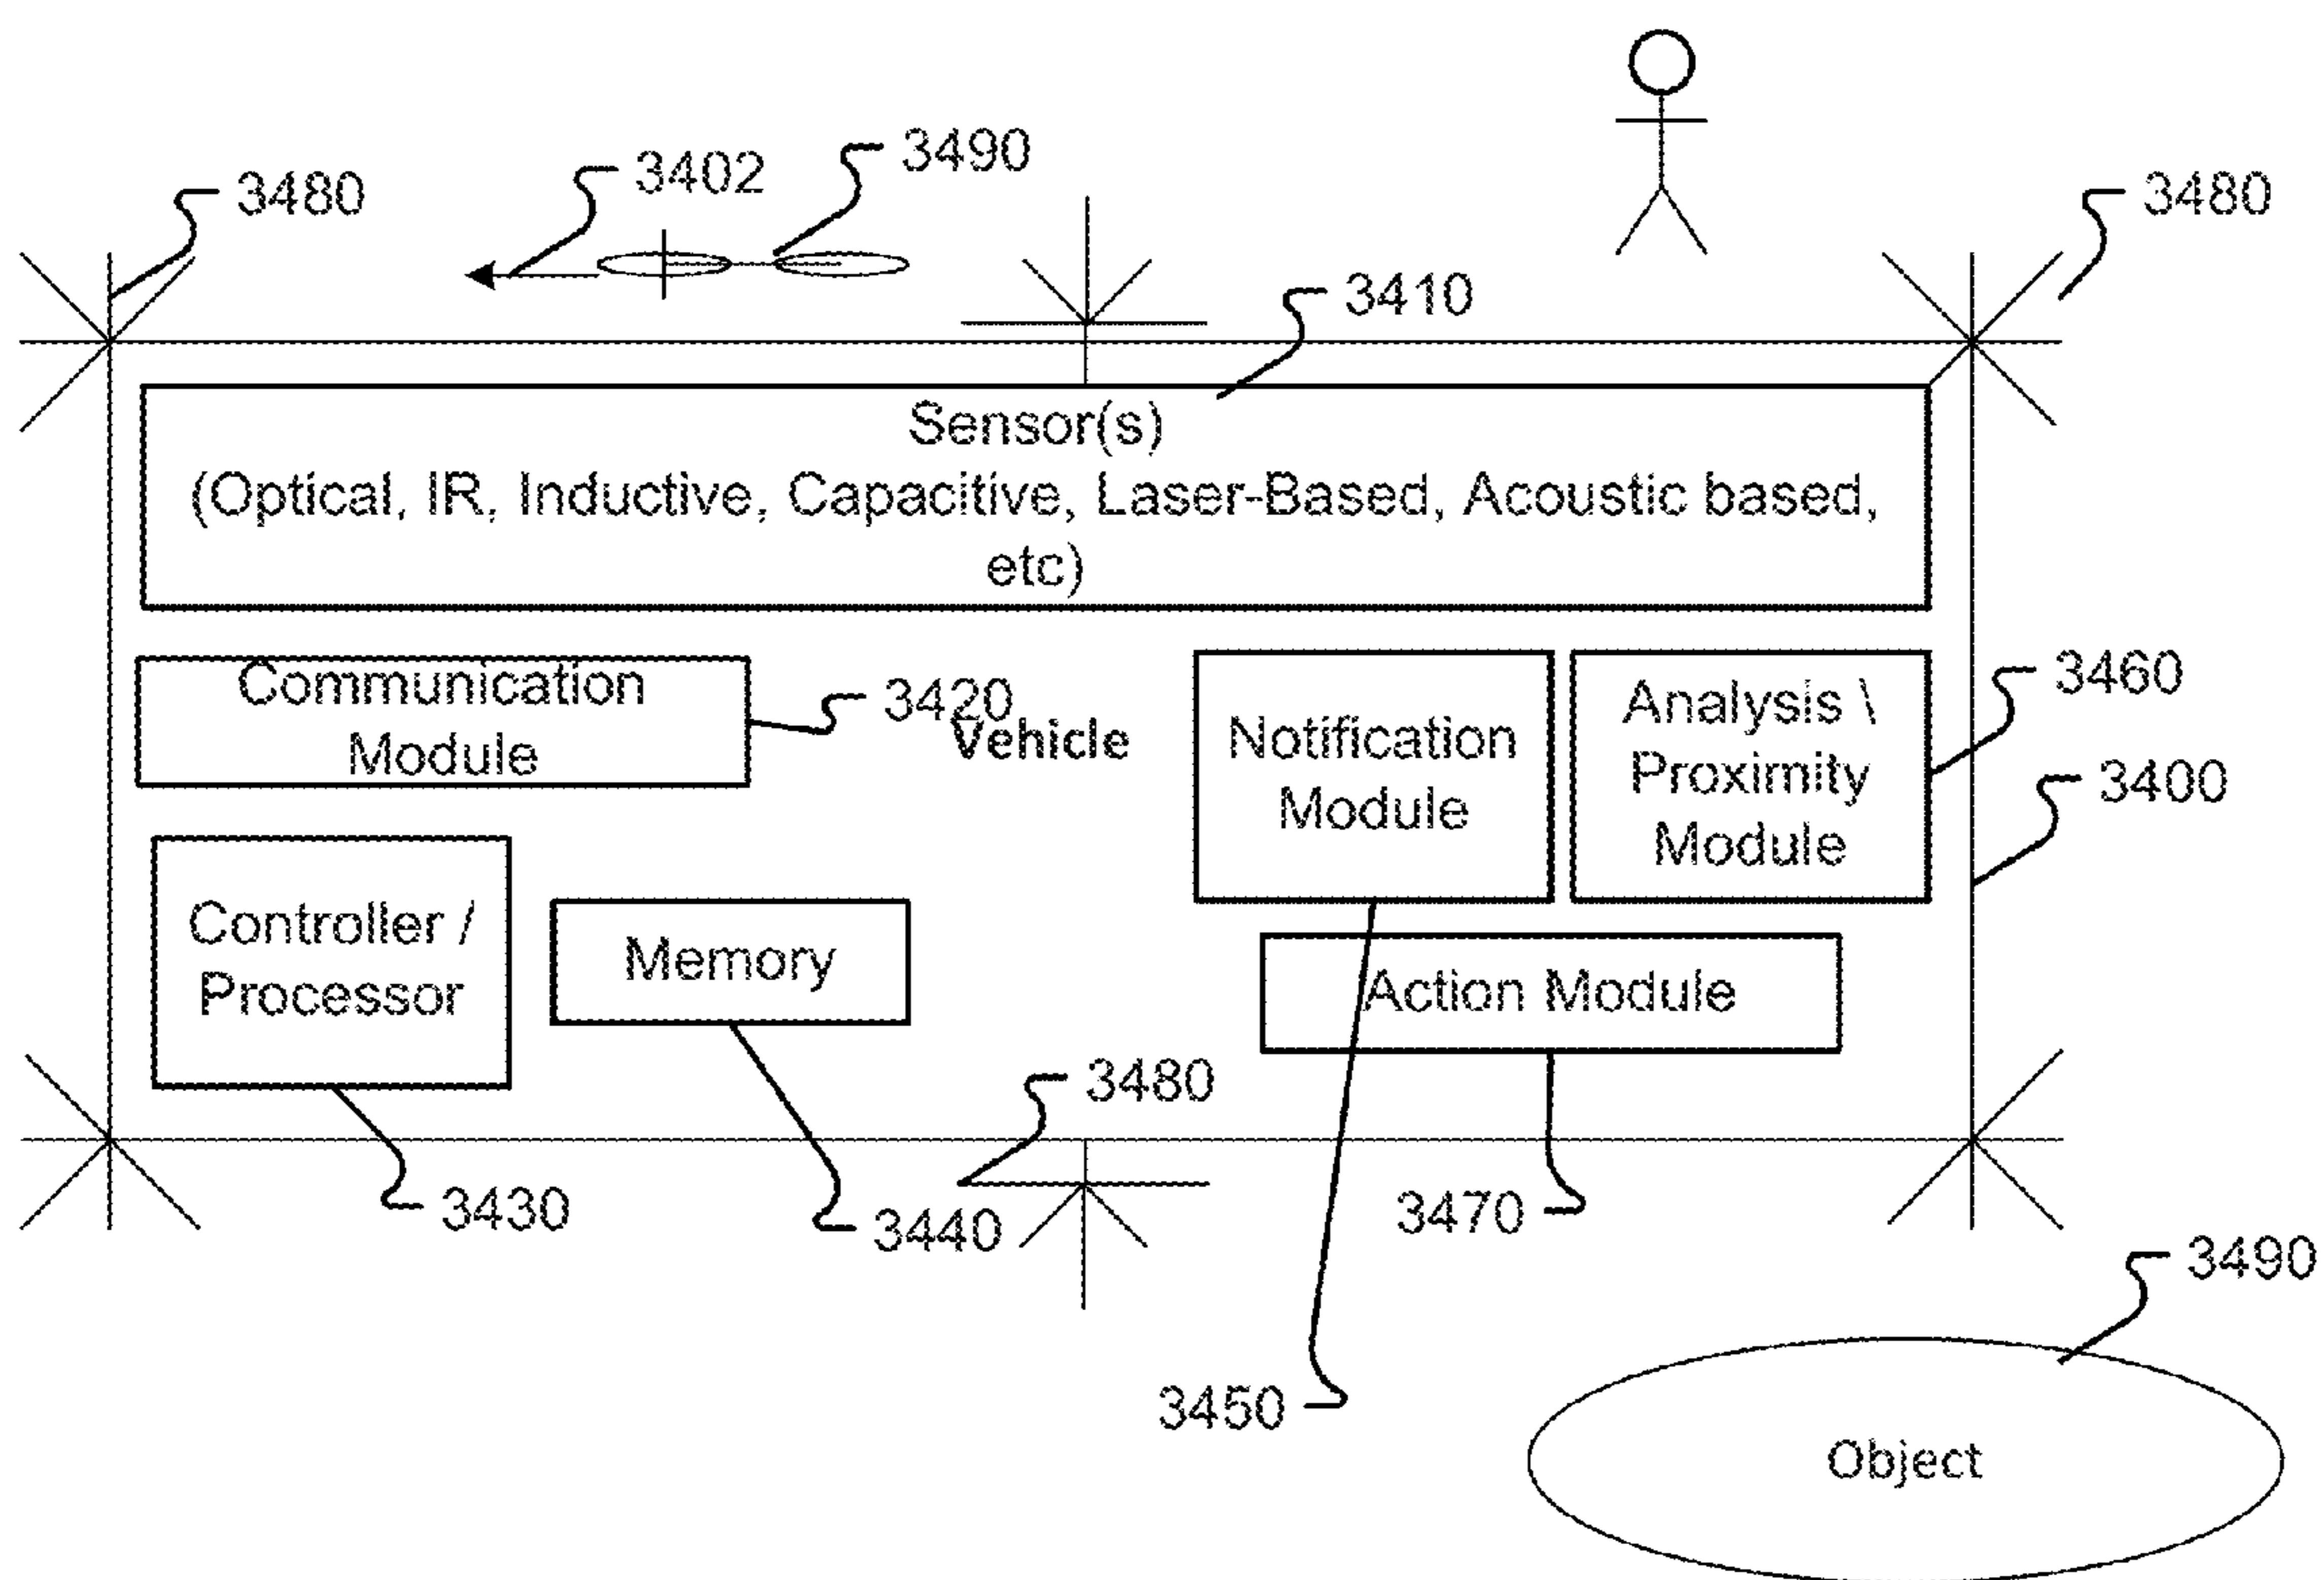 3490
3402
3480
3480
3410
Sensor(s)
(Optical, IR, Inductive, Capacitive, Laser-Based, Acoustic based,
etc)
Communication
Module
3420
Vehicle
Notification
Module
Analysis \
Proximity
Module
3460
3400
Controller /
Processor
Memory
Action Module
3480
3430
3440
3470
3490
3450
Object